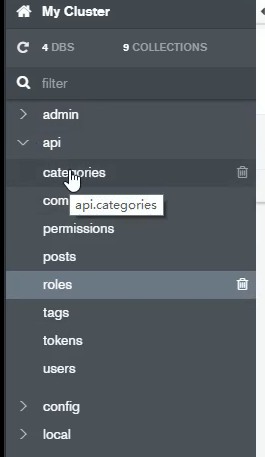 My Cluster
4 DBS 9 COLLECTIONS
filter
admin
api
categories
com
api.categories
permissions
posts
roles
tags
tokens
users
config
local